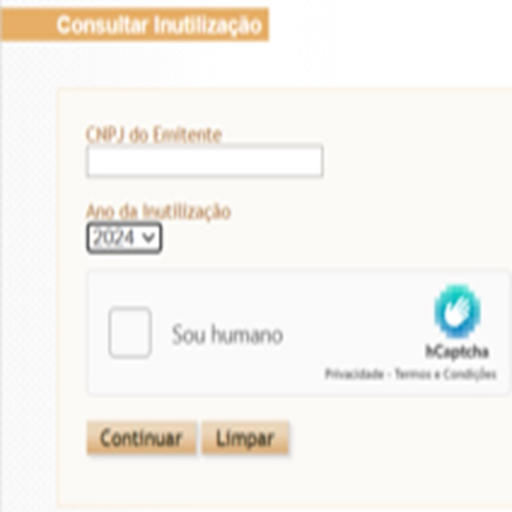 Consultar Inutilização
CNPJ do Emitente
Ano da Inutilização
2024
Sou humano
hCaptcha
Privacidade - Termos e Condições
Continuar Limpar